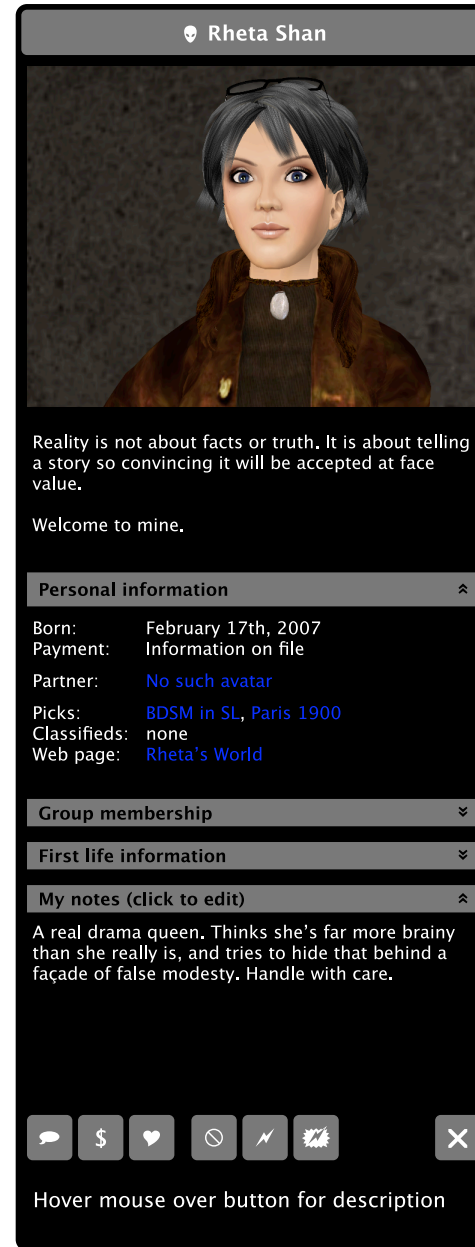 Rheta Shan
Reality is not about facts or truth. It is about telling
a story so convincing it will be accepted at face
value.
Welcome to mine.
Personal information
Born: February 17th, 2007
Payment: Information on file
Partner: No such avatar
Picks: BDSM in SL, Paris 1900
Classifieds: none
Web page: Rheta's World
Group membership
First life information
My notes (click to edit)
A real drama queen. Thinks she's far more brainy
than she really is, and tries to hide that behind a
façade of false modesty. Handle with care.
$
Hover mouse over button for description